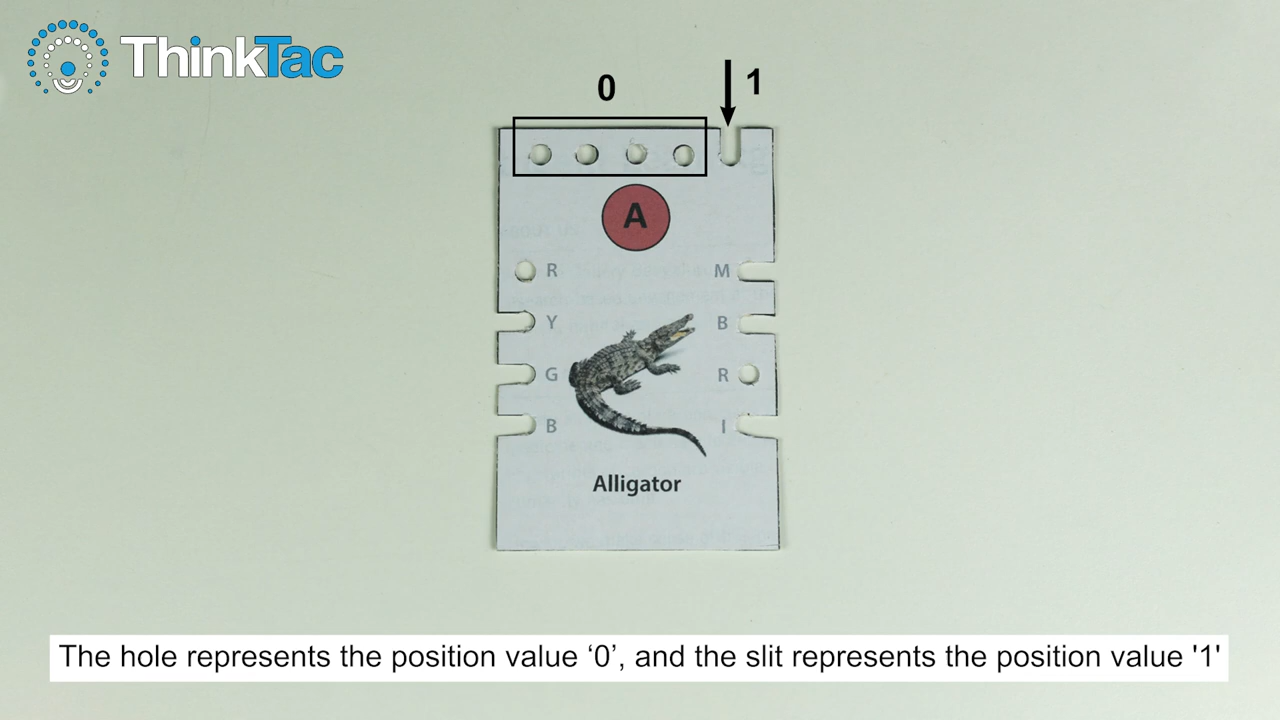 ThinkTac
0
1
A
R
M
Y
B
G
R
B
I
Alligator
The hole represents the position value ‘0’, and the slit represents the position value '1'